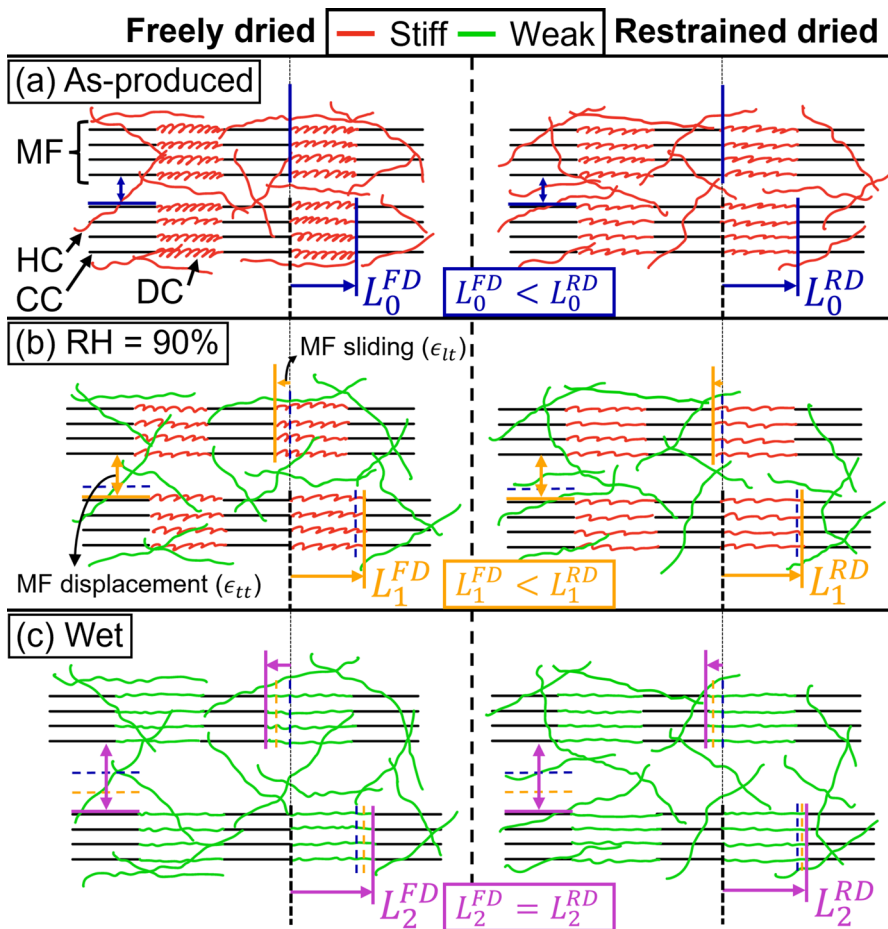 Freely dried
Stiff
Weak
Restrained dried
(a) As-produced
MF
HC
CC
DC
L_0^{FD}
L_0^{FD} < L_0^{RD}
L_0^{RD}
(b) RH = 90%
MF sliding (ϵ_{lt})
MF displacement (ϵ_{tt})
L_1^{FD}
L_1^{FD} < L_1^{RD}
L_1^{RD}
(c) Wet
L_2^{FD}
L_2^{FD} = L_2^{RD}
L_2^{RD}